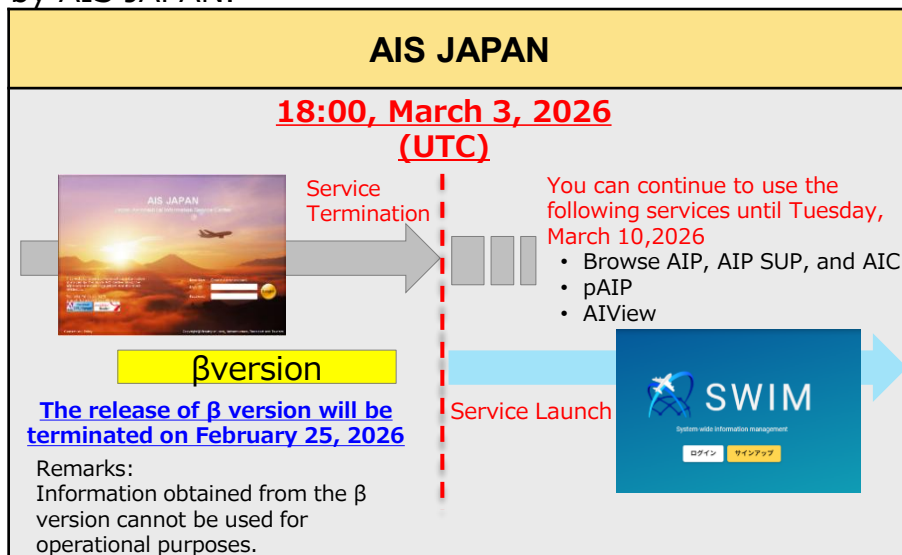 by AIS JAPAN.
AIS JAPAN
18:00, March 3, 2026
(UTC)
AIS JAPAN
Service
Termination
You can continue to use the
following services until Tuesday,
March 10,2026
• Browse AIP, AIP SUP, and AIC
• pAIP
• AIView
βversion
The release of β version will be
terminated on February 25, 2026
Remarks:
Information obtained from the β
version cannot be used for
operational purposes.
Service Launch
SWIM
System-wide information management
ログイン サインアップ